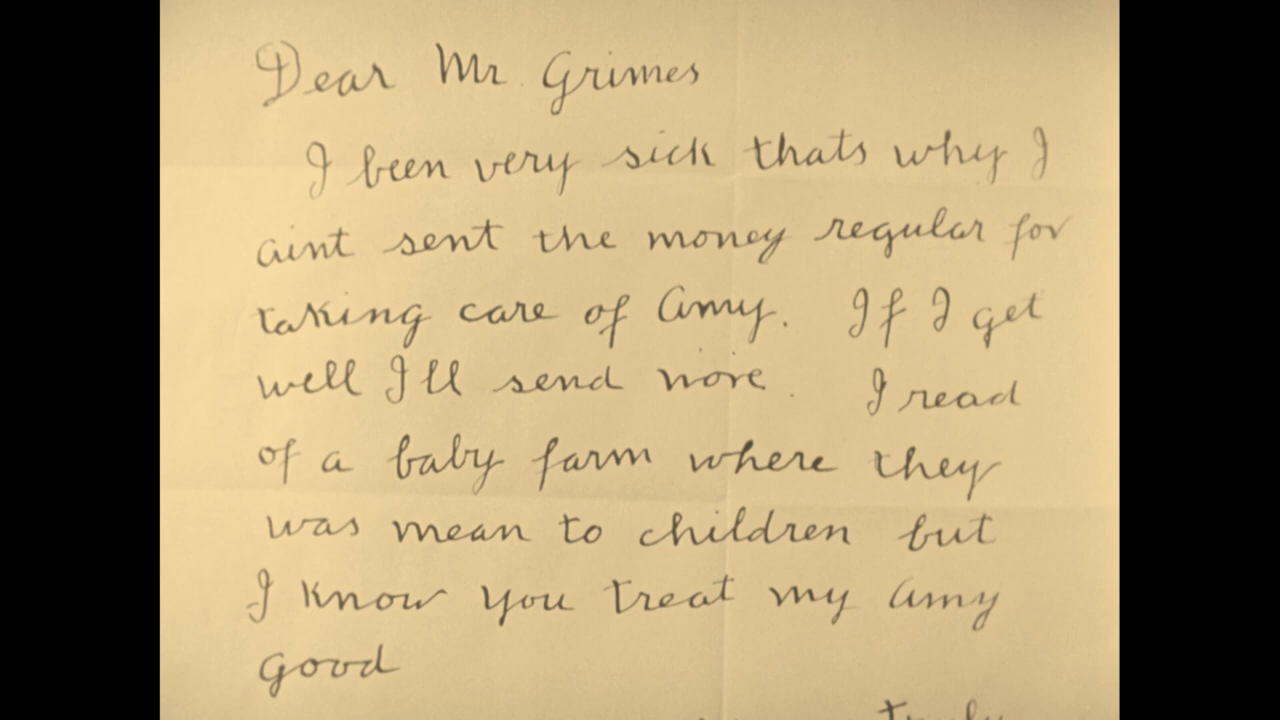 Dear Mr. Grimes
I been very sick thats why I
aint sent the money regular for
taking care of Amy. If I get
well I'll send more. I read
of a baby farm where they
was mean to children but
I know you treat my Amy
good
truly